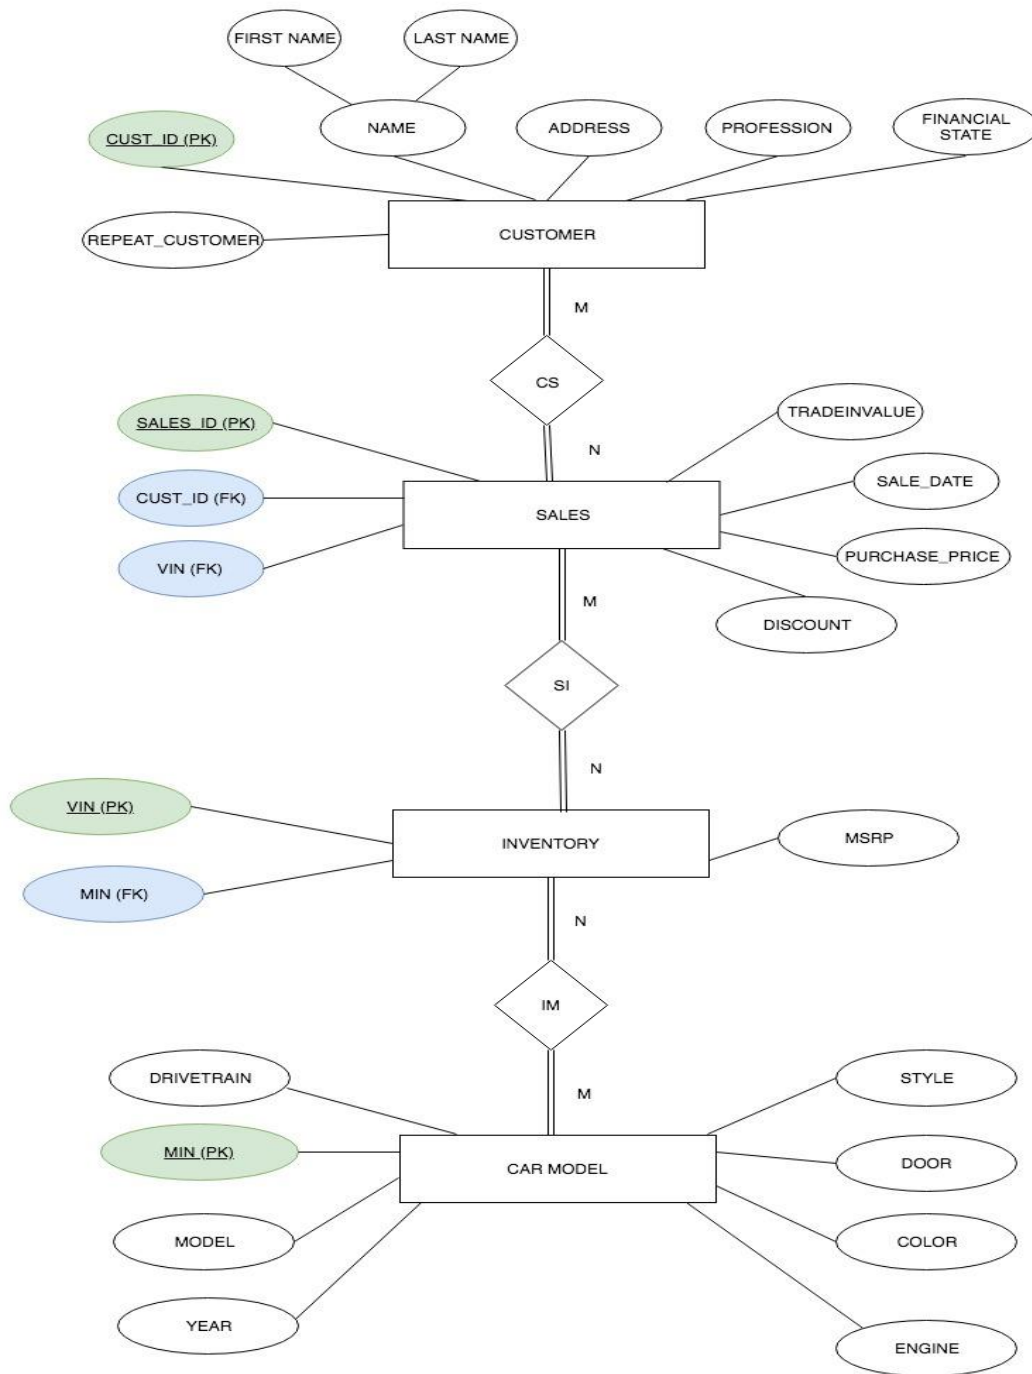 FIRST NAME
LAST NAME
CUST_ID (PK)
NAME
ADDRESS
PROFESSION
FINANCIAL
STATE
REPEAT_CUSTOMER
CUSTOMER
M
CS
SALES_ID (PK)
TRADEINVALUE
N
CUST_ID (FK)
SALES
SALE_DATE
VIN (FK)
PURCHASE_PRICE
M
DISCOUNT
SI
N
VIN (PK)
INVENTORY
MSRP
MIN (FK)
N
IM
DRIVETRAIN
M
STYLE
MIN (PK)
CAR MODEL
DOOR
MODEL
COLOR
YEAR
ENGINE